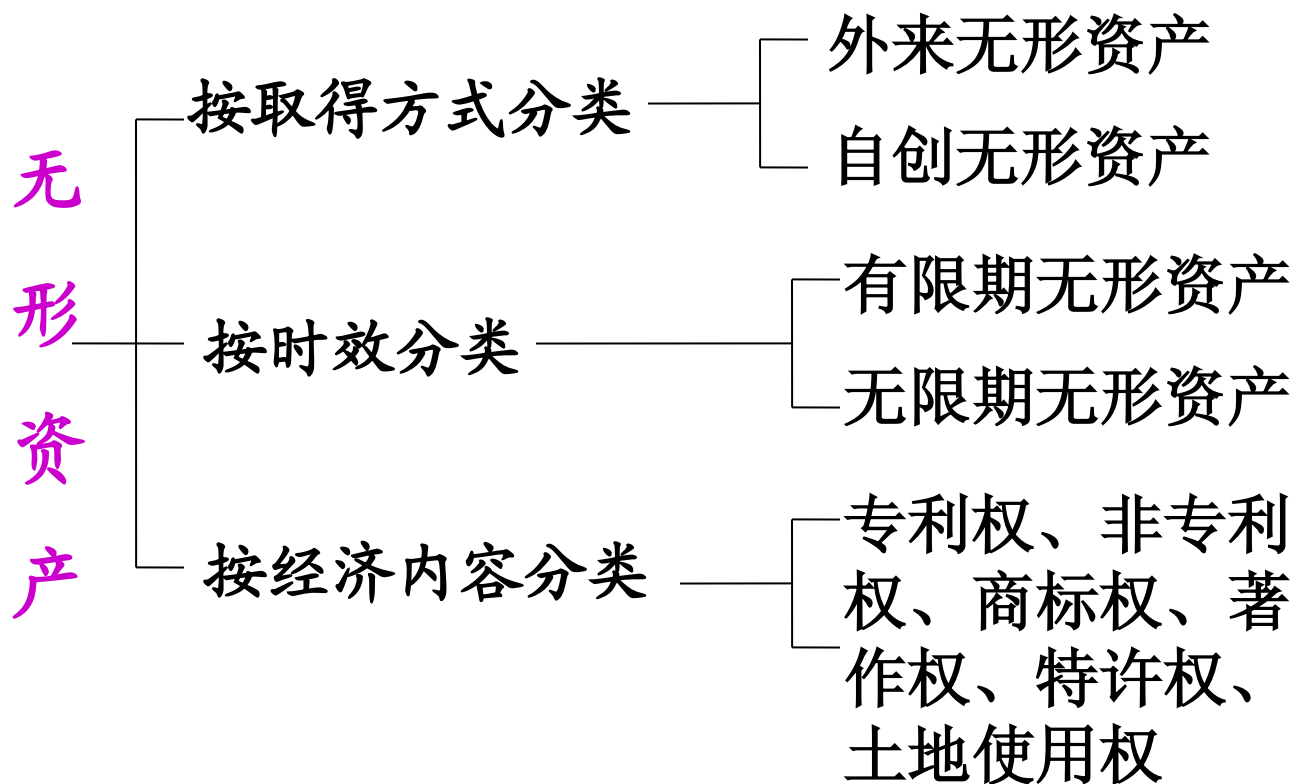 无形资产
按取得方式分类
外来无形资产
自创无形资产
按时效分类
有限期无形资产
无限期无形资产
按经济内容分类
专利权、非专利
权、商标权、著
作权、特许权、
土地使用权